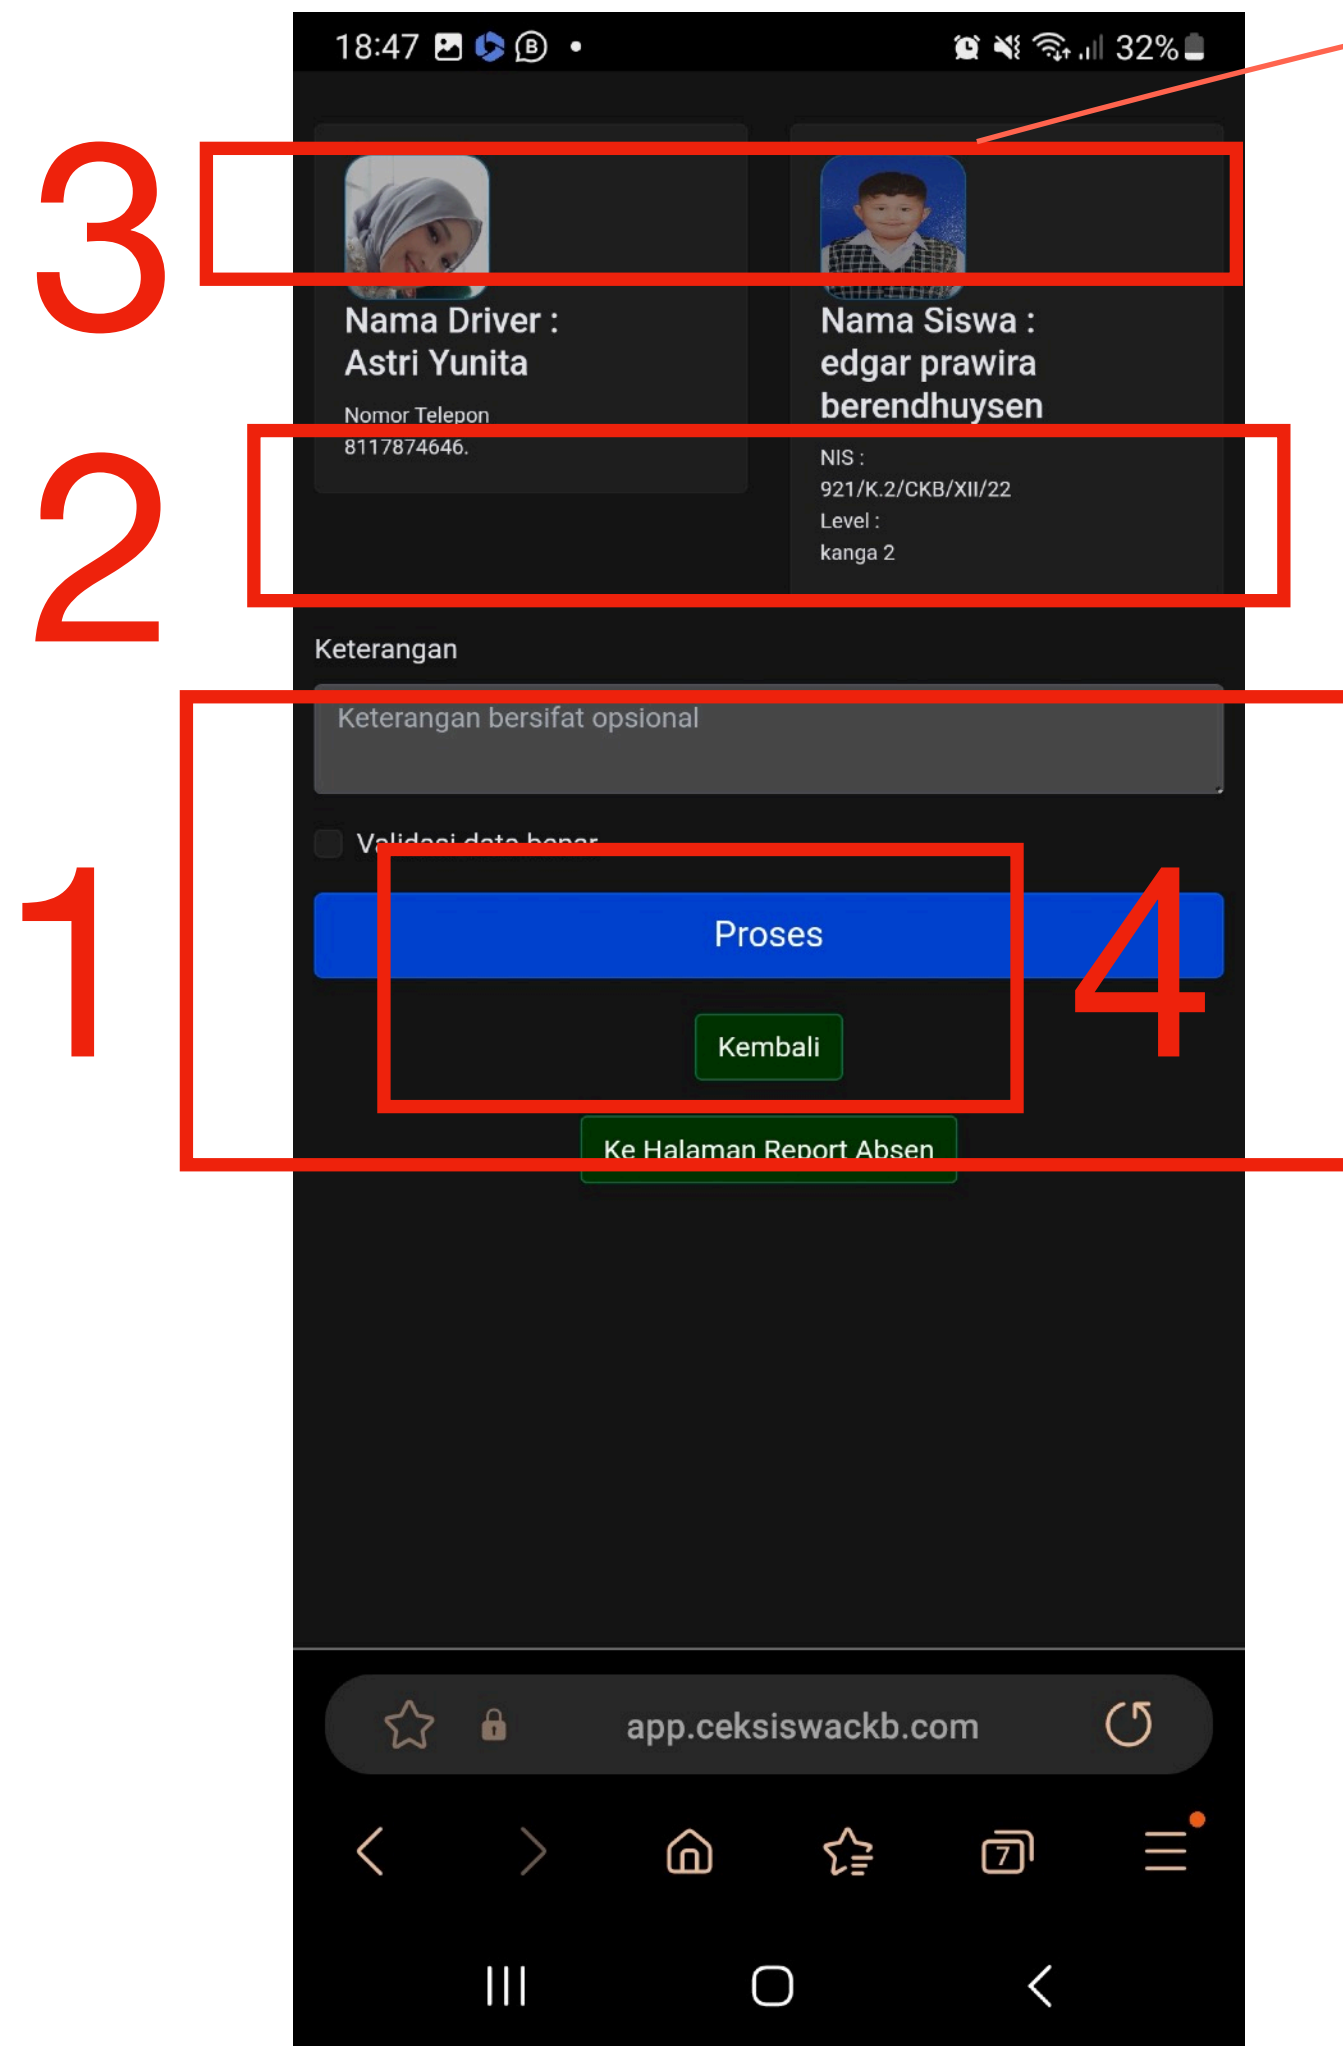 18:47
32%
3
Nama Driver :
Astri Yunita
Nomor Telepon
8117874646.
Nama Siswa :
edgar prawira
berendhuysen
NIS :
921/K.2/CKB/XII/22
Level :
kanga 2
2
Keterangan
Keterangan bersifat opsional
Validasi data benar
1
4
Proses
Kembali
Ke Halaman Report Absen
app.ceksiswackb.com
7